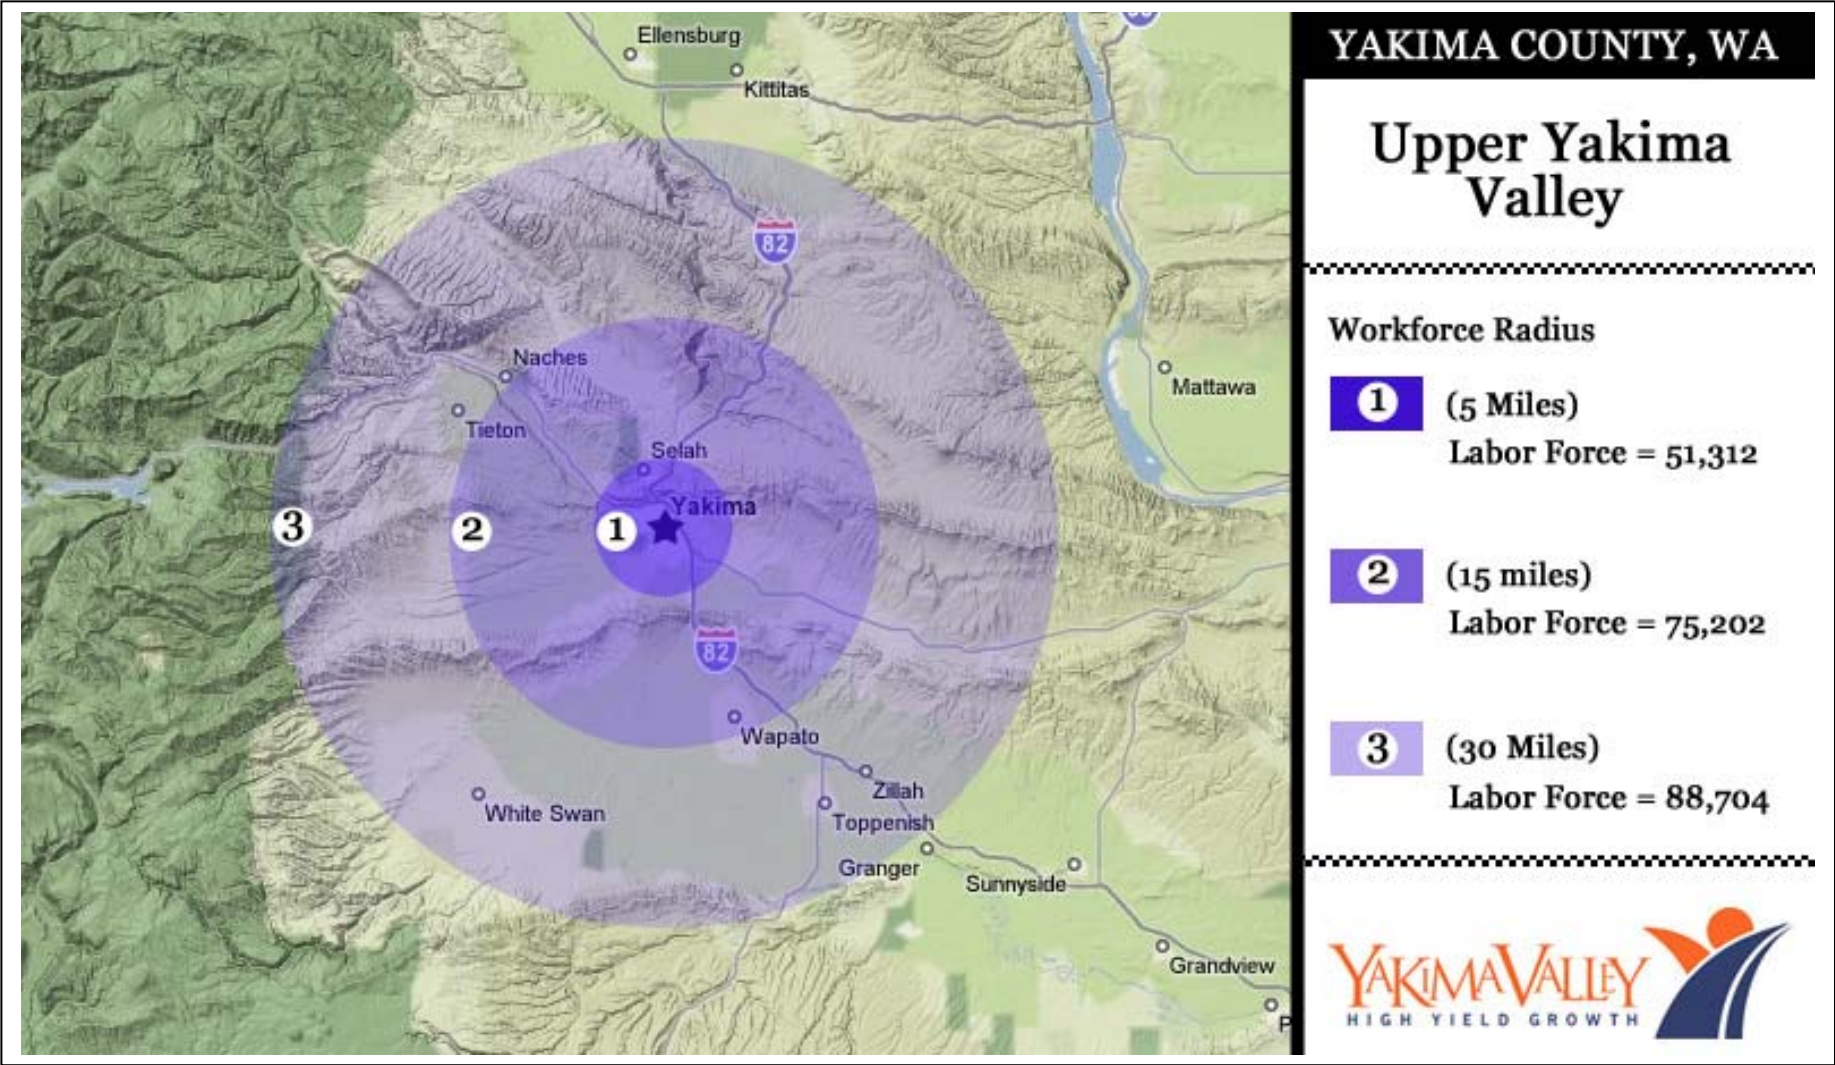 Ellensburg
Kittitas
82
Naches
Mattawa
Tieton
Selah
Yakima
3
2
1
82
Wapato
Zillah
White Swan
Toppenish
Granger
Sunnyside
Grandview
P
YAKIMA COUNTY, WA
Upper Yakima
Valley
Workforce Radius
1 (5 Miles)
Labor Force = 51,312
2 (15 miles)
Labor Force = 75,202
3 (30 Miles)
Labor Force = 88,704
YAKIMA VALLEY
HIGH YIELD GROWTH